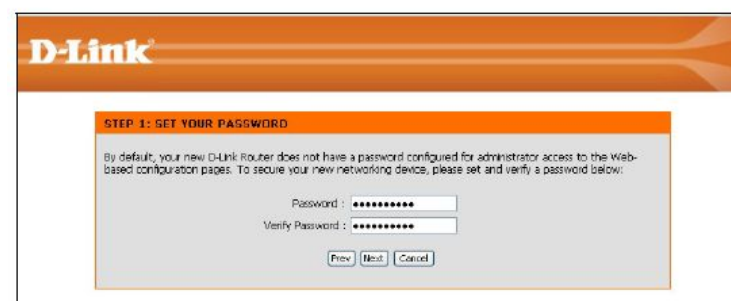 D-Link
STEP 1: SET YOUR PASSWORD
By default, your new D-Link Router does not have a password configured for administrator access to the Web-
based configuration pages. To secure your new networking device, please set and verify a password below:
Password : ●●●●●●●●●●
Verify Password : ●●●●●●●●●●
Prev Next Cancel